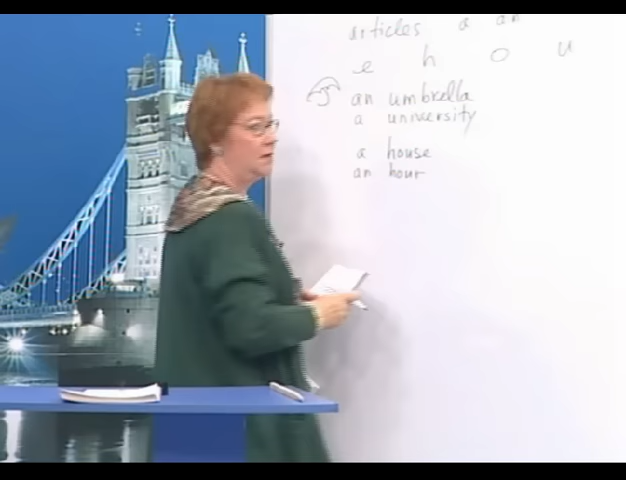 articles a an
e h o u
an umbrella
a university
a house
an hour